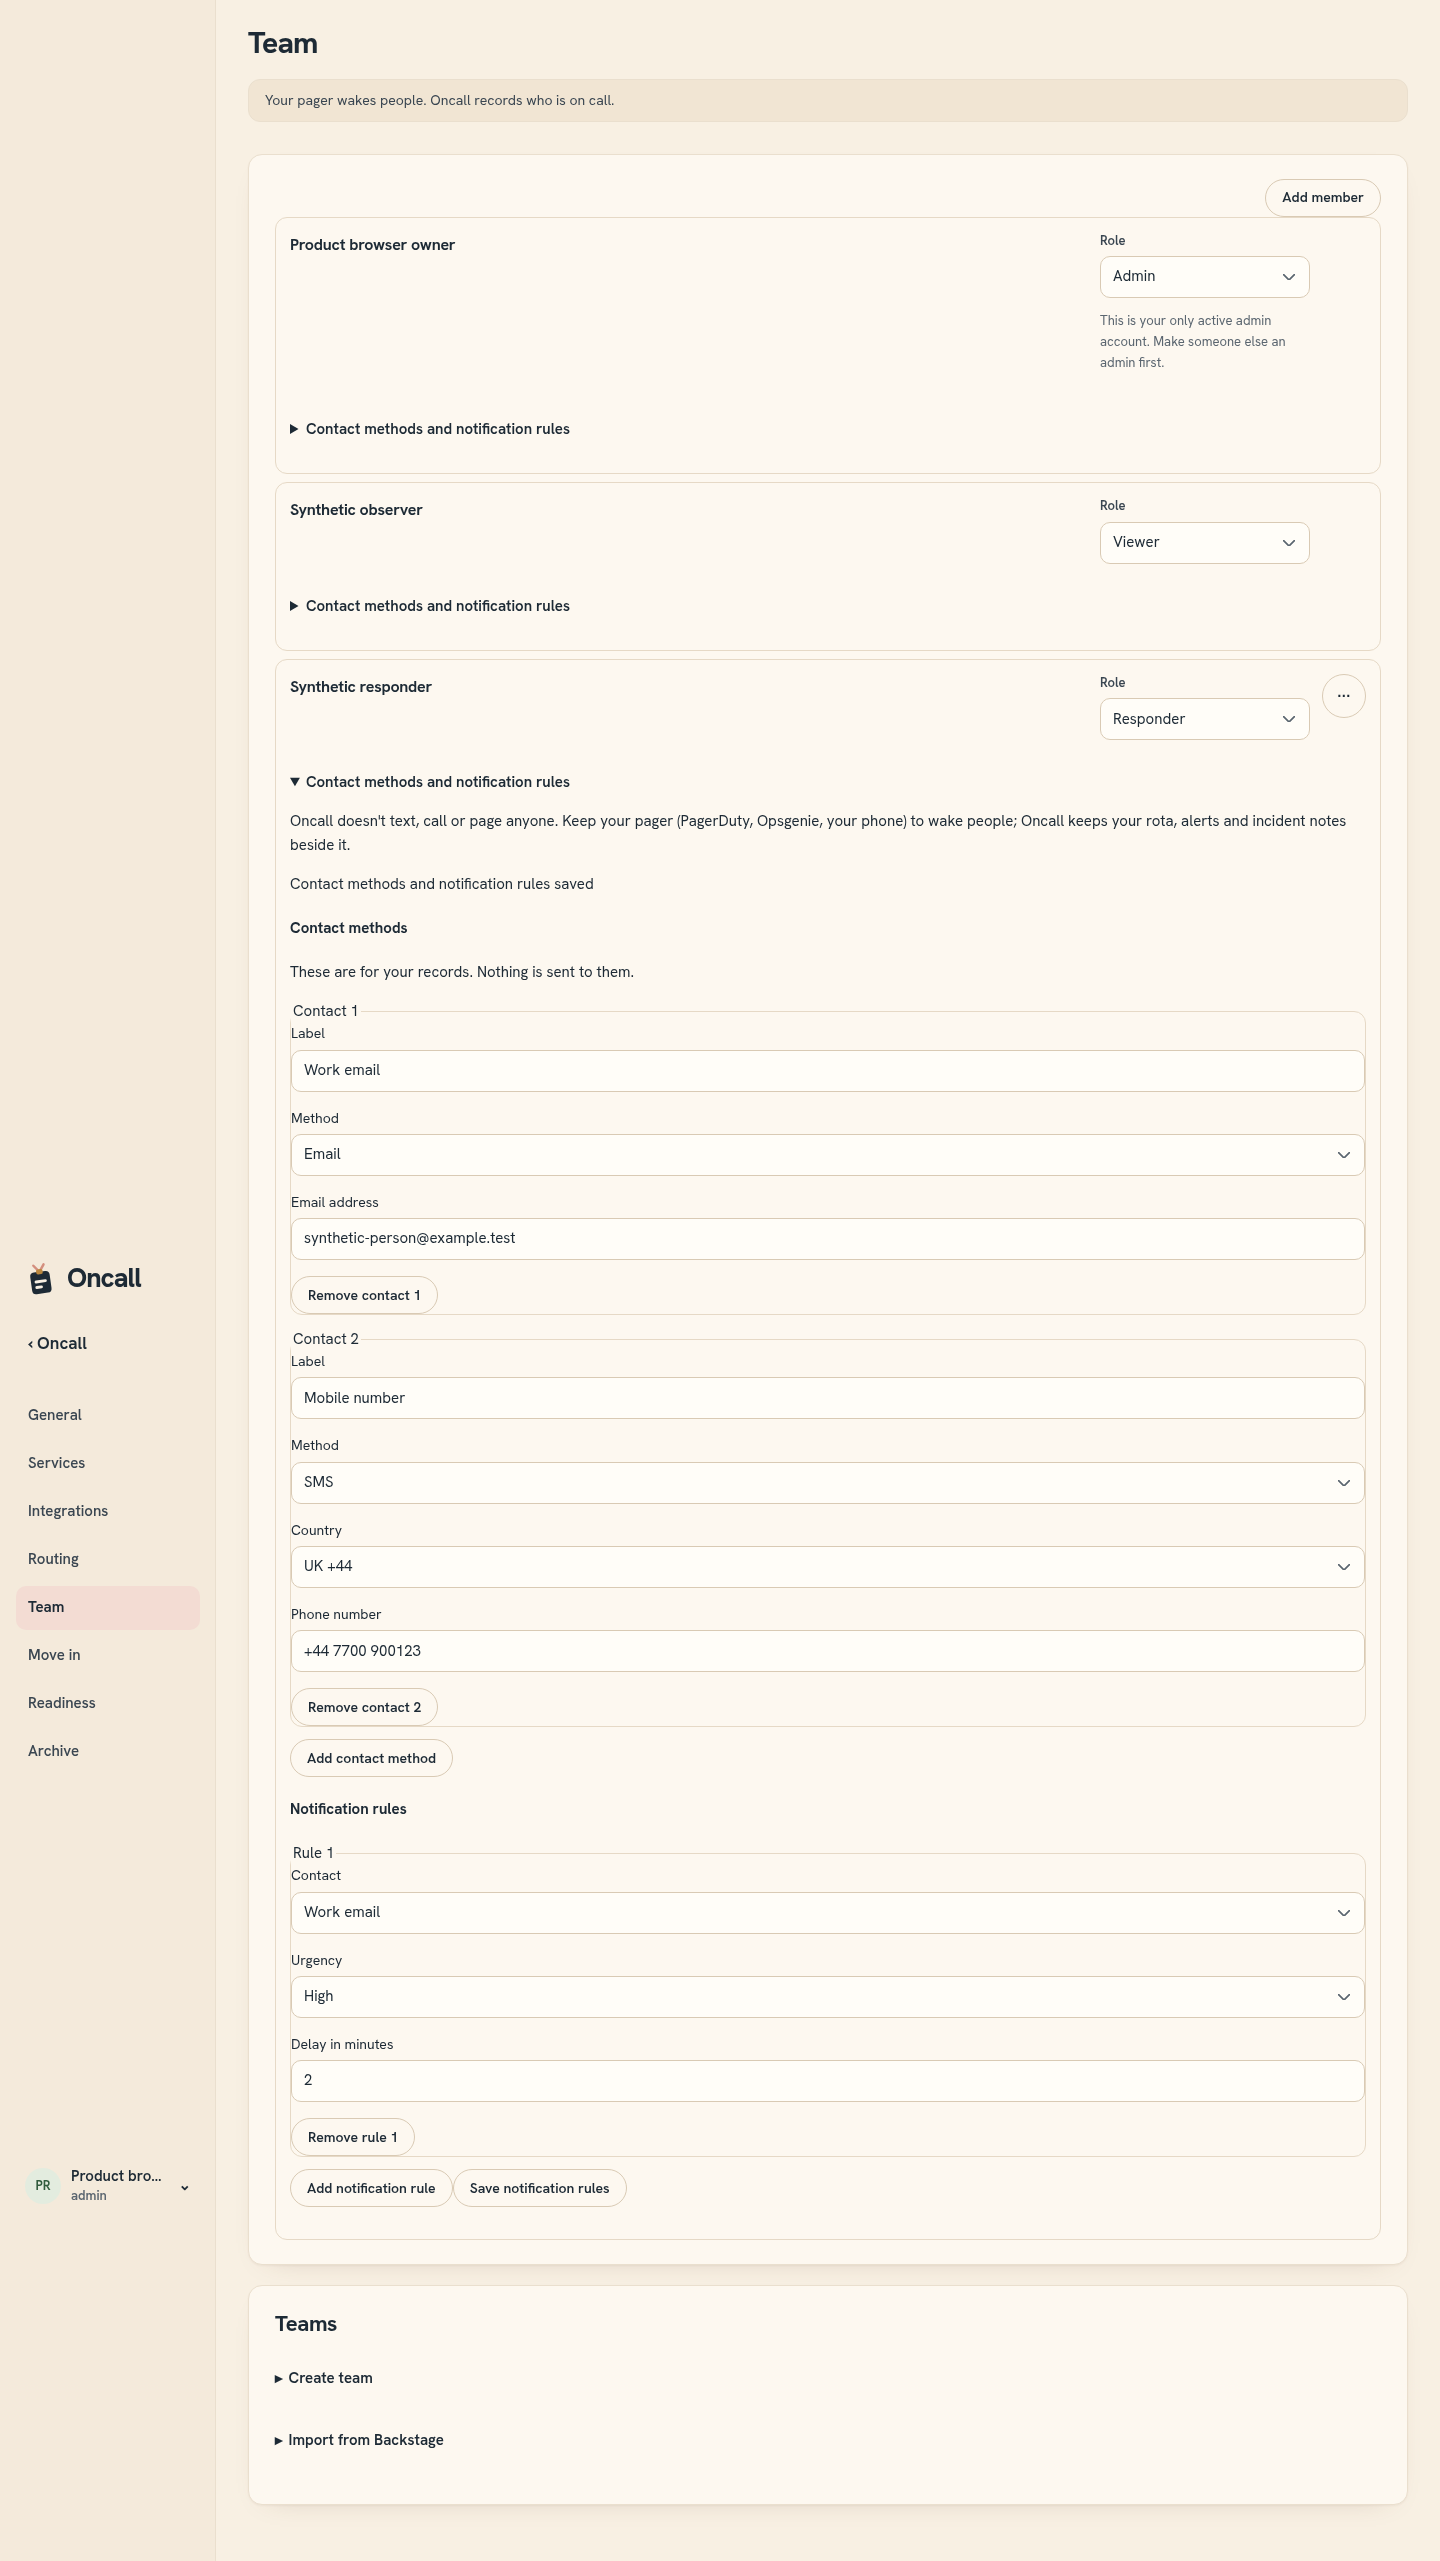 Team
Your pager wakes people. Oncall records who is on call.
Add member
Product browser owner
Role
Admin
This is your only active admin
account. Make someone else an
admin first.
Contact methods and notification rules
Synthetic observer
Role
Viewer
Contact methods and notification rules
Synthetic responder
Role
Responder
...
Contact methods and notification rules
Oncall doesn't text, call or page anyone. Keep your pager (PagerDuty, Opsgenie, your phone) to wake people; Oncall keeps your rota, alerts and incident notes
beside it.
Contact methods and notification rules saved
Contact methods
These are for your records. Nothing is sent to them.
Contact 1
Label
Work email
Method
Email
Email address
synthetic-person@example.test
Remove contact 1
Contact 2
Label
Mobile number
Method
SMS
Country
UK +44
Phone number
+44 7700 900123
Remove contact 2
Add contact method
Notification rules
Rule 1
Contact
Work email
Urgency
High
Delay in minutes
2
Remove rule 1
Add notification rule
Save notification rules
Teams
Create team
Import from Backstage
Oncall
‹ Oncall
General
Services
Integrations
Routing
Team
Move in
Readiness
Archive
PR
Product bro...
admin